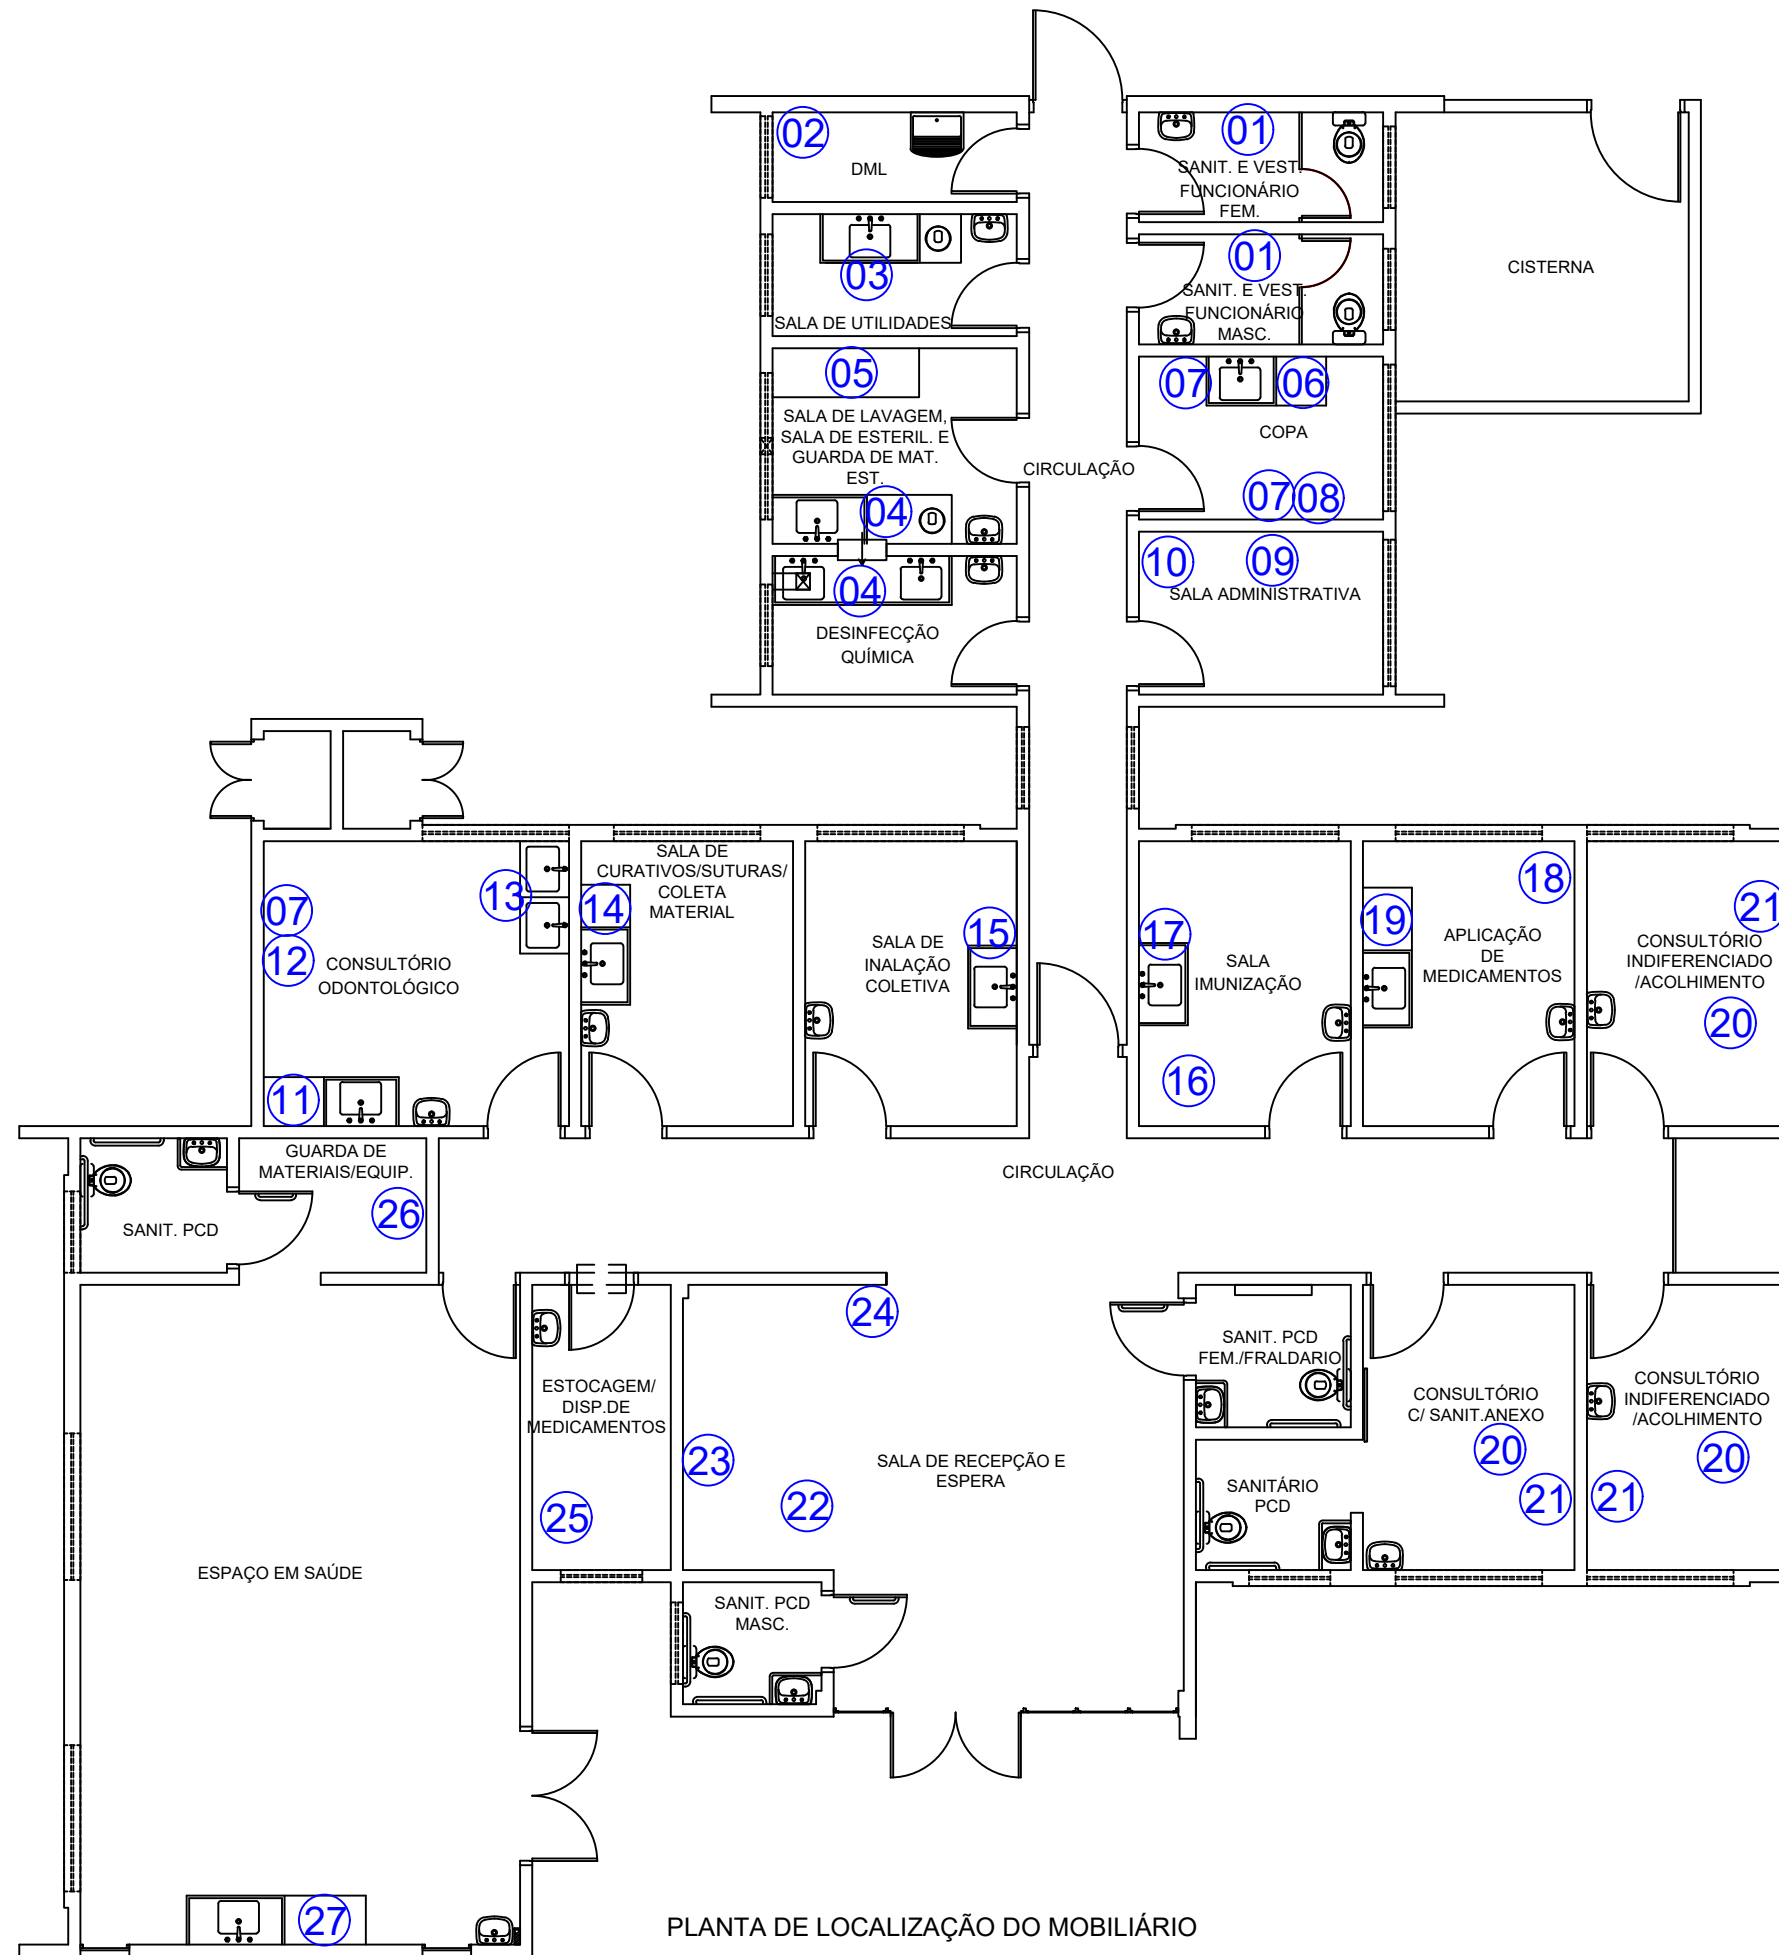 02
DML
01
SANIT. E VEST.
FUNCIONÁRIO
FEM.
03
SALA DE UTILIDADES
01
SANIT. E VEST.
FUNCIONÁRIO
MASC.
CISTERNA
05
SALA DE LAVAGEM,
SALA DE ESTERIL. E
GUARDA DE MAT.
EST.
04
CIRCULAÇÃO
07
06
COPA
07
08
04
DESINFECÇÃO
QUÍMICA
10
09
SALA ADMINISTRATIVA
07
12
13
CONSULTÓRIO
ODONTOLÓGICO
11
SALA DE
CURATIVOS/SUTURAS/
COLETA
MATERIAL
14
SALA DE
INALAÇÃO
COLETIVA
15
17
SALA
IMUNIZAÇÃO
16
18
19
APLICAÇÃO
DE
MEDICAMENTOS
21
CONSULTÓRIO
INDIFERENCIADO
/ACOLHIMENTO
20
GUARDA DE
MATERIAIS/EQUIP.
26
SANIT. PCD
CIRCULAÇÃO
24
ESTOCAGEM/
DISP.DE
MEDICAMENTOS
25
23
22
SALA DE RECEPÇÃO E
ESPERA
SANIT. PCD
FEM./FRALDARIO
SANITÁRIO
PCD
CONSULTÓRIO
C/ SANIT.ANEXO
20
21
CONSULTÓRIO
INDIFERENCIADO
/ACOLHIMENTO
20
21
ESPAÇO EM SAÚDE
SANIT. PCD
MASC.
27
PLANTA DE LOCALIZAÇÃO DO MOBILIÁRIO